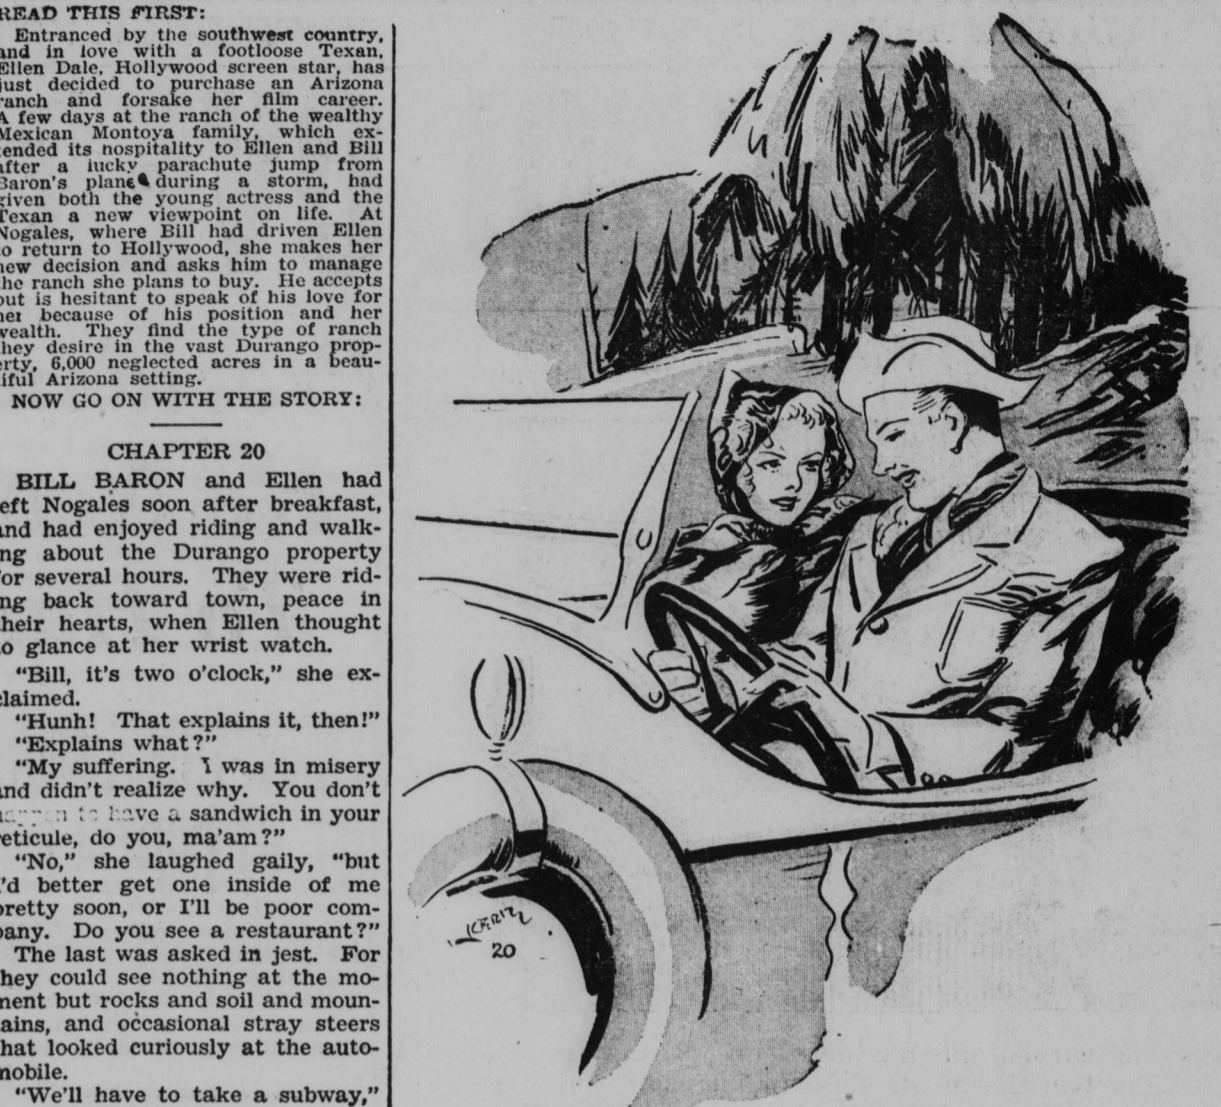 READ THIS FIRST:
Entranced by the southwest country,
and in love with a footloose Texan,
Ellen Dale, Hollywood screen star, has
just decided to purchase an Arizona
ranch and forsake her film career.
A few days at the ranch of the wealthy
Mexican Montoya family, which ex-
tended its hospitality to Ellen and Bill
after a lucky parachute jump from
Baron's plane during a storm, had
given both the young actress and the
Texan a new viewpoint on life. At
Nogales, where Bill had driven Ellen
to return to Hollywood, she makes her
new decision and asks him to manage
the ranch she plans to buy. He accepts
but is hesitant to speak of his love for
her because of his position and her
wealth. They find the type of ranch
they desire in the vast Durango prop-
erty, 6,000 neglected acres in a beau-
tiful Arizona setting.
NOW GO ON WITH THE STORY:
CHAPTER 20
BILL BARON and Ellen had
left Nogales soon after breakfast,
and had enjoyed riding and walk-
ing about the Durango property
for several hours. They were rid-
ing back toward town, peace in
their hearts, when Ellen thought
to glance at her wrist watch.
"Bill, it's two o'clock," she ex-
claimed.
"Hunh! That explains it, then!"
"Explains what?"
"My suffering. I was in misery
and didn't realize why. You don't
happen to have a sandwich in your
reticule, do you, ma'am?"
"No," she laughed gaily, "but
I'd better get one inside of me
pretty soon, or I'll be poor com-
pany. Do you see a restaurant?"
The last was asked in jest. For
they could see nothing at the mo-
ment but rocks and soil and moun-
tains, and occasional stray steers
that looked curiously at the auto-
mobile.
"We'll have to take a subway,"
20